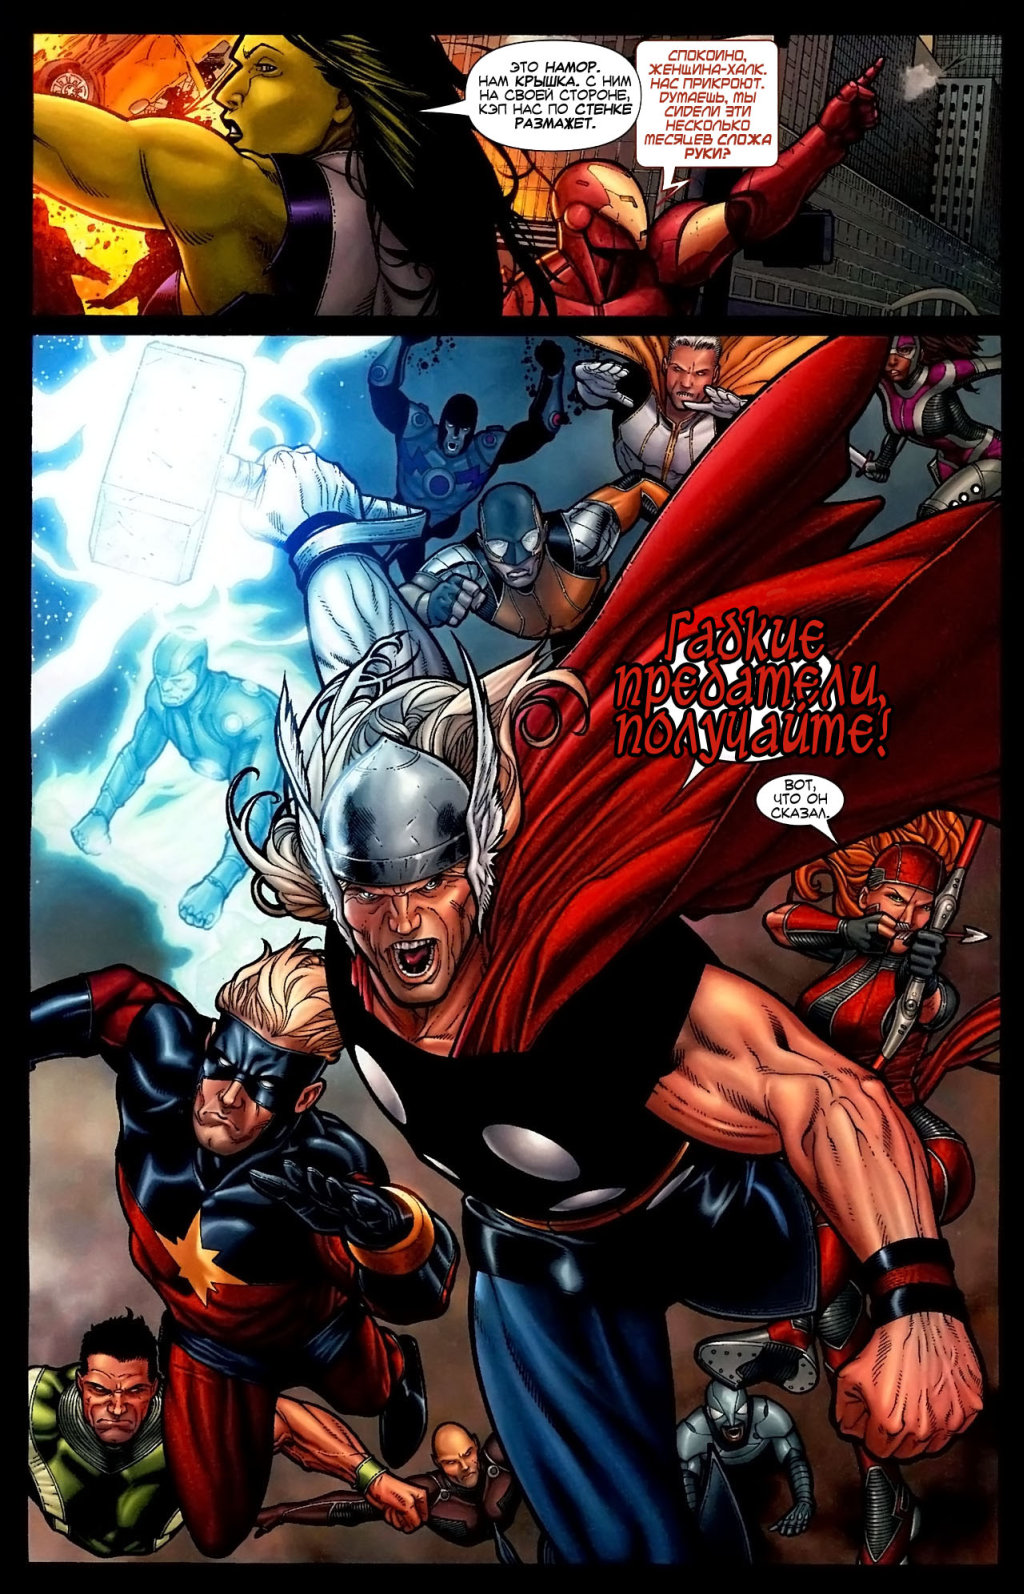 ЭТО НАМОР.
НАМ КРЫШКА. С НИМ
НА СВОЕЙ СТОРОНЕ,
КЭП НАС ПО СТЕНКЕ
РАЗМАЖЕТ.
СПОКОЙНО,
ЖЕНЩИНА-ХАЛК.
НАС ПРИКРОЮТ.
ДУМАЕШЬ, МЫ
СИДЕЛИ ЭТИ
НЕСКОЛЬКО
МЕСЯЦЕВ СЛОЖА
РУКИ?
Гадкие
предатели,
получайте!
ВОТ,
ЧТО ОН
СКАЗАЛ.